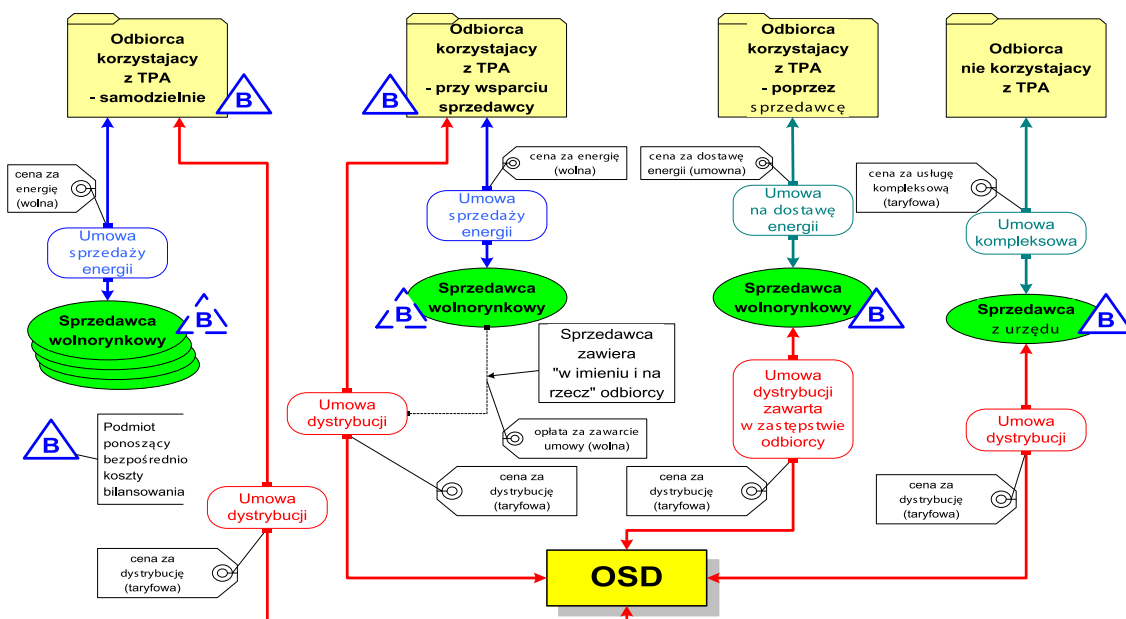 Odbiorca
korzystajacy
z TPA
- samodzielnie
B
Odbiorca
korzystajacy
z TPA
- przy wsparciu
sprzedawcy
B
Odbiorca
korzystajacy
z TPA
- poprzez
sprzedawcę
Odbiorca
nie korzystajacy
z TPA
cena za
energię
(wolna)
cena za energię
(wolna)
cena za dostawę
energii (umowna)
cena za usługę
kompleksową
(taryfowa)
Umowa
sprzedaży
energii
Umowa
sprzedaży
energii
Umowa
na dostawę
energii
Umowa
kompleksowa
Sprzedawca
wolnorynkowy
B
Sprzedawca
wolnorynkowy
B
Sprzedawca
wolnorynkowy
B
Sprzedawca
z urzędu
B
Sprzedawca
zawiera
"w imieniu i na
rzecz" odbiorcy
Umowa
dystrybucji
Umowa
dystrybucji
zawarta
w zastępstwie
odbiorcy
Umowa
dystrybucji
opłata za zawarcie
umowy (wolna)
B
Podmiot
ponoszący
bezpośrednio
koszty
bilansowania
cena za
dystrybucję
(taryfowa)
cena za
dystrybucję
(taryfowa)
cena za
dystrybucję
(taryfowa)
Umowa
dystrybucji
cena za
dystrybucję
(taryfowa)
OSD